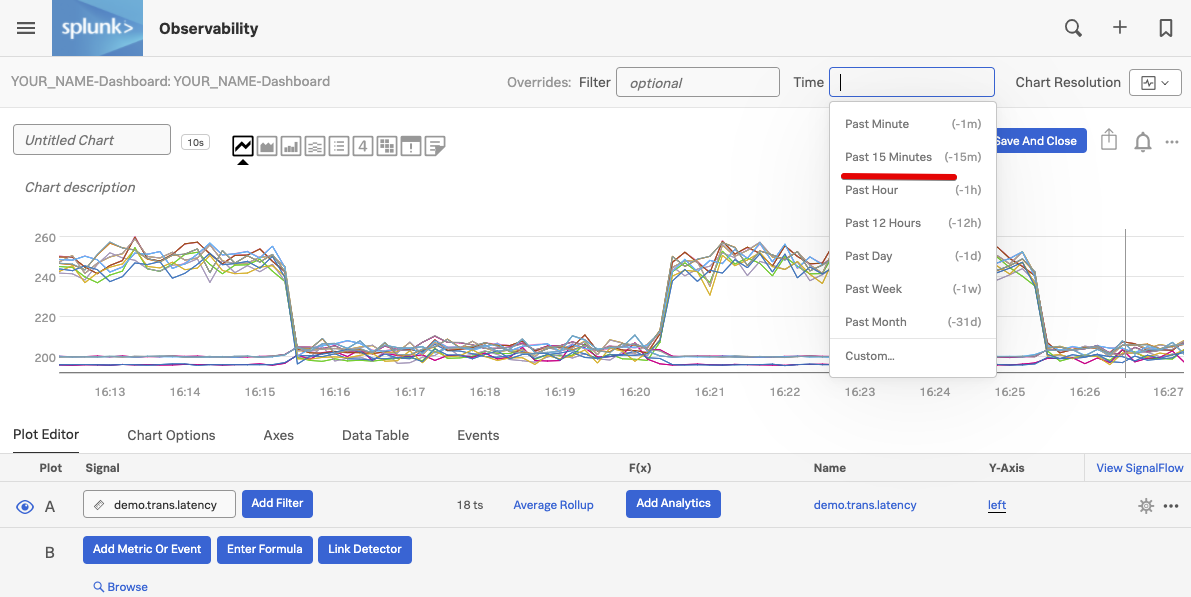 splunk> Observability
YOUR_NAME-Dashboard: YOUR_NAME-Dashboard Overrides: Filter optional Time Chart Resolution
Untitled Chart 10s 4 Save And Close
Past Minute (-1m)
Past 15 Minutes (-15m)
Past Hour (-1h)
Past 12 Hours (-12h)
Past Day (-1d)
Past Week (-1w)
Past Month (-31d)
Custom...
Chart description
260
240
220
200
16:13 16:14 16:15 16:16 16:17 16:18 16:19 16:20 16:21 16:22 16:23 16:24 16:25 16:26 16:27
Plot Editor Chart Options Axes Data Table Events
Plot Signal F(x) Name Y-Axis View SignalFlow
A demo.trans.latency Add Filter 18 ts Average Rollup Add Analytics demo.trans.latency left
B Add Metric Or Event Enter Formula Link Detector
Browse